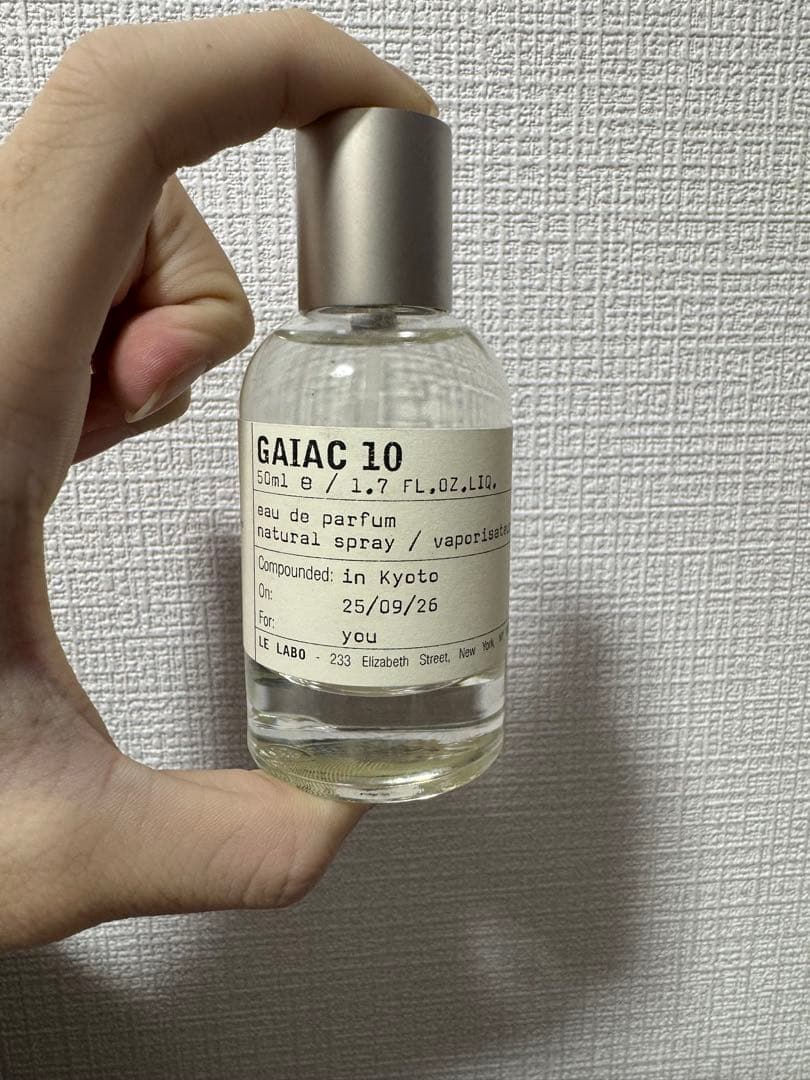 GAIAC 10
50ml e / 1.7 FL.OZ.LIQ.
eau de parfum
natural spray /
Compounded: in Kyoto
On: 25/09/26
For: you
LE LABO - 233 Elizabeth Street, New York,